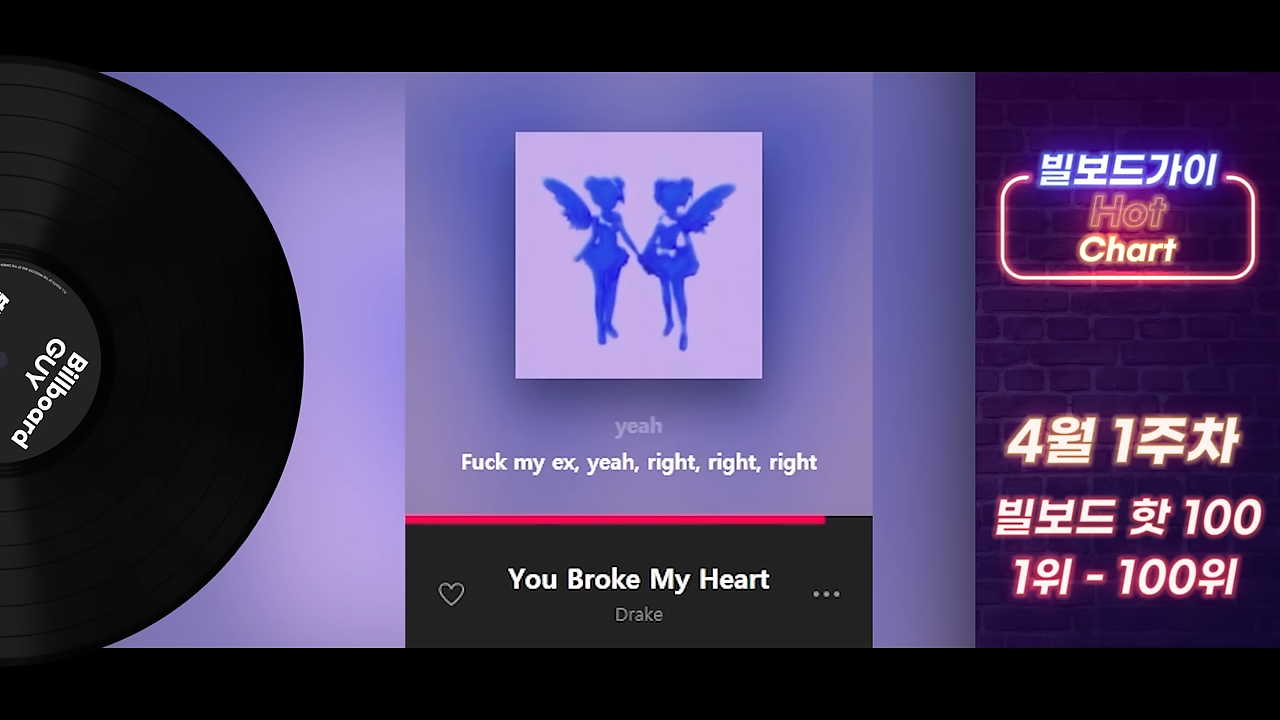 Billboard
GUY
yeah
Fuck my ex, yeah, right, right, right
You Broke My Heart
Drake
빌보드가이
Hot
Chart
4월 1주차
빌보드 핫 100
1위 - 100위